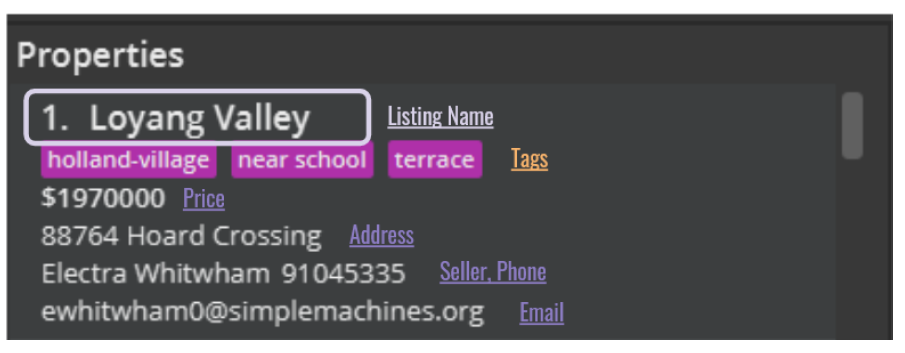 Properties
1. Loyang Valley Listing Name
holland-village near school terrace Tags
$1970000 Price
88764 Hoard Crossing Address
Electra Whitwham 91045335 Seller, Phone
ewhitwham0@simplemachines.org Email